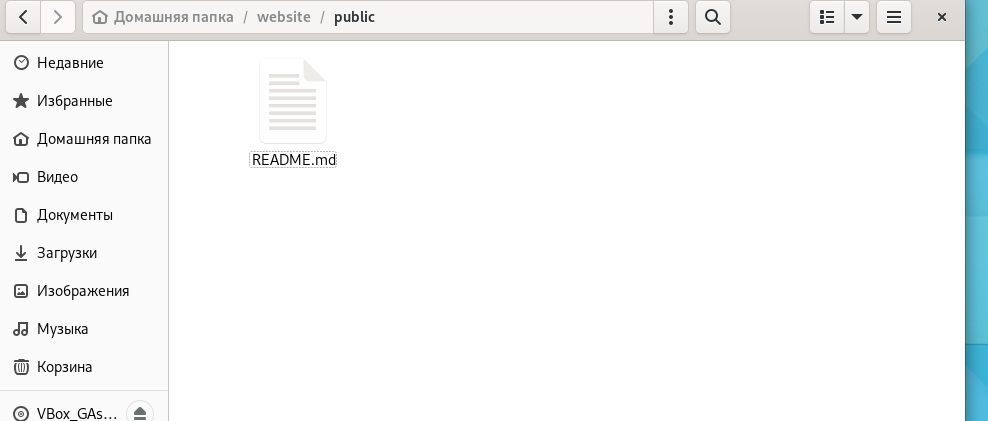 Домашняя папка / website / public
Недавние
Избранные
Домашняя папка
Видео
Документы
Загрузки
Изображения
Музыка
Корзина
VBox_GAs…
README.md